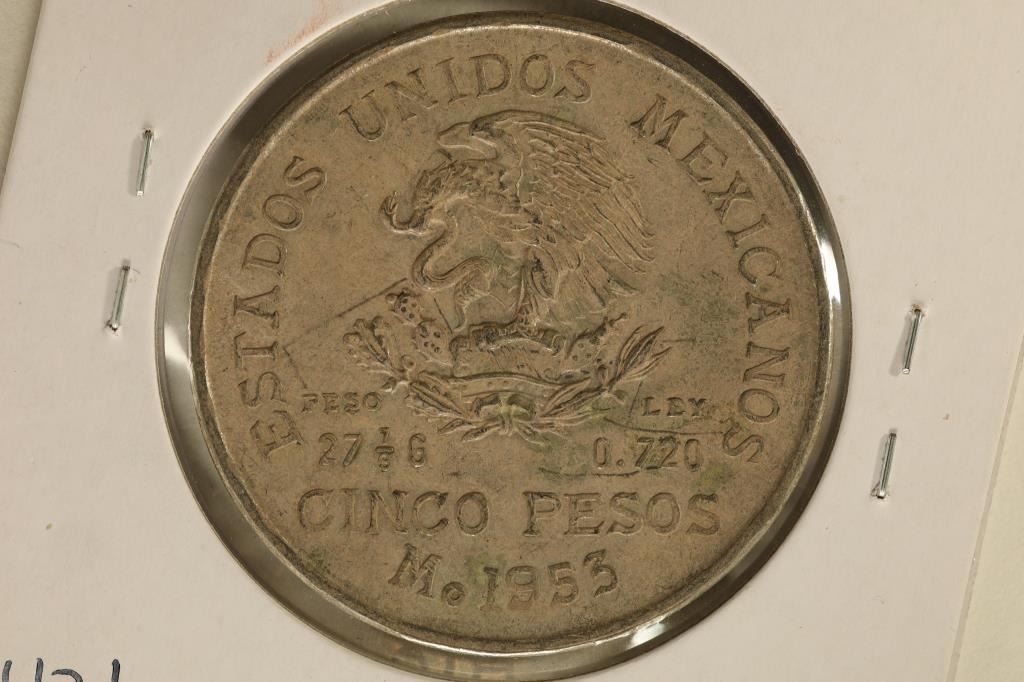 ESTADOS UNIDOS MEXICANOS
PESO LEY
27 7/9 G 0.720
CINCO PESOS
Mo 1953